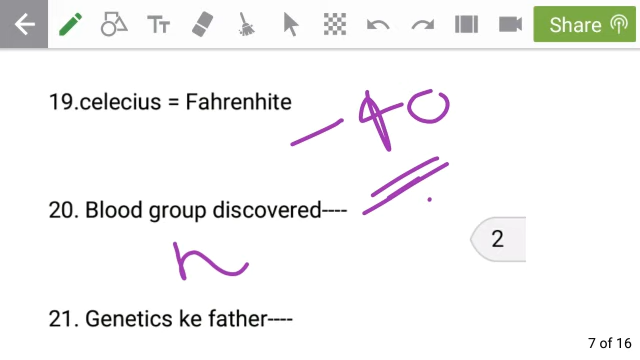 Share
19.celecius = Fahrenhite
-40
20. Blood group discovered----
2
21. Genetics ke father----
7 of 16